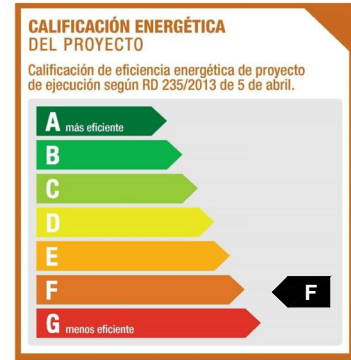 CALIFICACIÓN ENERGÉTICA
DEL PROYECTO
Calificación de eficiencia energética de proyecto
de ejecución según RD 235/2013 de 5 de abril.
A más eficiente
B
C
D
E
F F
G menos eficiente